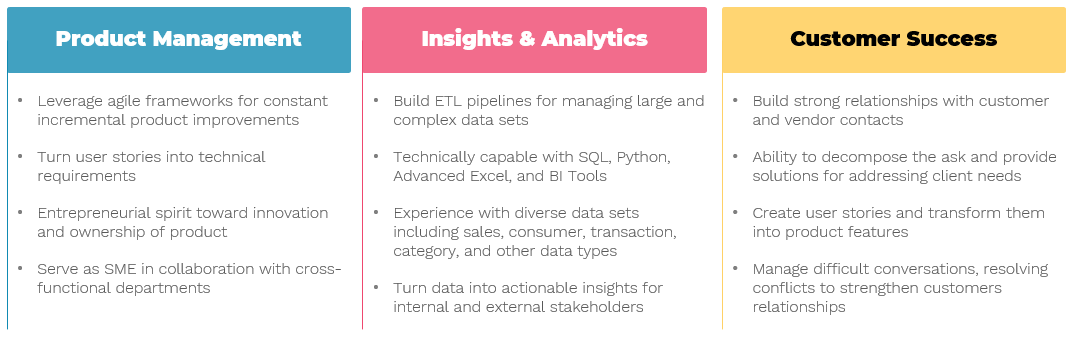 Product Management
• Leverage agile frameworks for constant
incremental product improvements
• Turn user stories into technical
requirements
• Entrepreneurial spirit toward innovation
and ownership of product
• Serve as SME in collaboration with cross-
functional departments
Insights & Analytics
• Build ETL pipelines for managing large and
complex data sets
• Technically capable with SQL, Python,
Advanced Excel, and BI Tools
• Experience with diverse data sets
including sales, consumer, transaction,
category, and other data types
• Turn data into actionable insights for
internal and external stakeholders
Customer Success
• Build strong relationships with customer
and vendor contacts
• Ability to decompose the ask and provide
solutions for addressing client needs
• Create user stories and transform them
into product features
• Manage difficult conversations, resolving
conflicts to strengthen customers
relationships